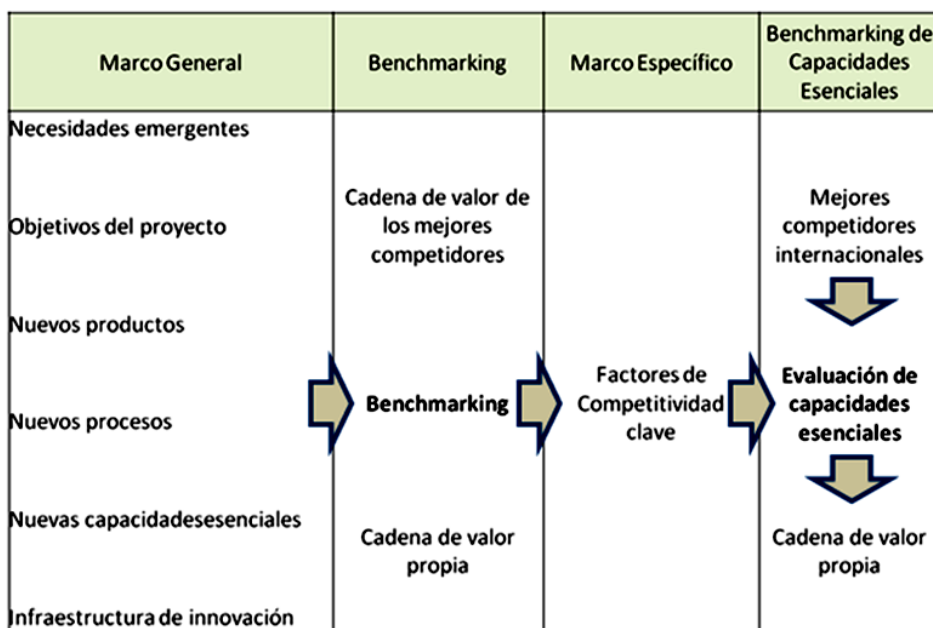 Marco General
Benchmarking
Marco Específico
Benchmarking de
Capacidades
Esenciales
Necesidades emergentes
Objetivos del proyecto
Nuevos productos
Nuevos procesos
Nuevas capacidadesesenciales
Infraestructura de innovación
Cadena de valor de
los mejores
competidores
Benchmarking
Cadena de valor
propia
Factores de
Competitividad
clave
Mejores
competidores
internacionales
Evaluación de
capacidades
esenciales
Cadena de valor
propia